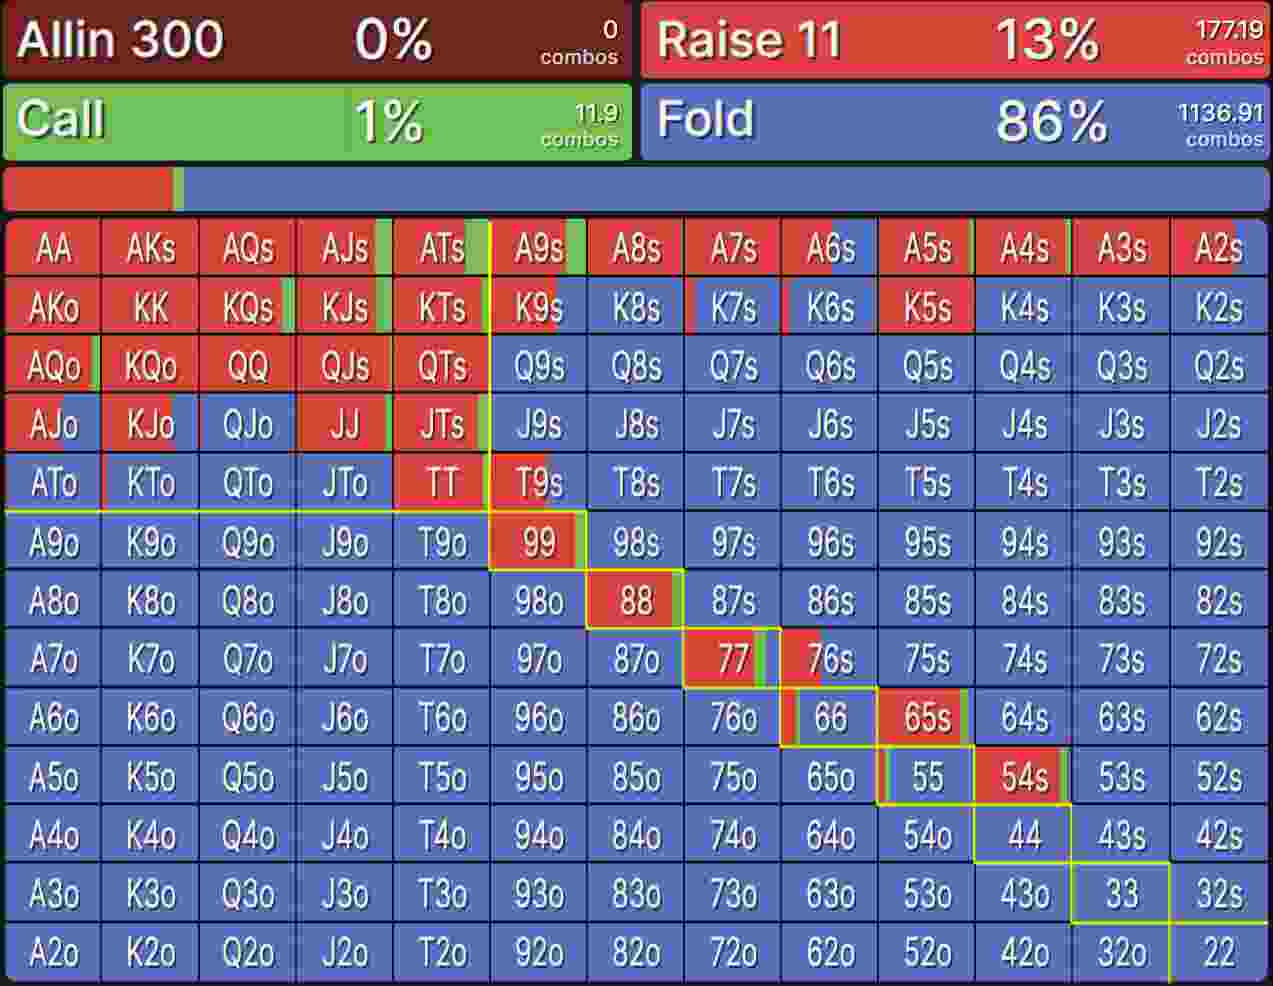 Allin 300 0% 0 combos Raise 11 13% 177.19 combos
Call 1% 11.9 combos Fold 86% 1136.91 combos
AA AKs AQs AJs ATs A9s A8s A7s A6s A5s A4s A3s A2s
AKo KK KQs KJs KTs K9s K8s K7s K6s K5s K4s K3s K2s
AQo KQo QQ QJs QTs Q9s Q8s Q7s Q6s Q5s Q4s Q3s Q2s
AJo KJo QJo JJ JTs J9s J8s J7s J6s J5s J4s J3s J2s
ATo KTo QTo JTo TT T9s T8s T7s T6s T5s T4s T3s T2s
A9o K9o Q9o J9o T9o 99 98s 97s 96s 95s 94s 93s 92s
A8o K8o Q8o J8o T8o 98o 88 87s 86s 85s 84s 83s 82s
A7o K7o Q7o J7o T7o 97o 87o 77 76s 75s 74s 73s 72s
A6o K6o Q6o J6o T6o 96o 86o 76o 66 65s 64s 63s 62s
A5o K5o Q5o J5o T5o 95o 85o 75o 65o 55 54s 53s 52s
A4o K4o Q4o J4o T4o 94o 84o 74o 64o 54o 44 43s 42s
A3o K3o Q3o J3o T3o 93o 83o 73o 63o 53o 43o 33 32s
A2o K2o Q2o J2o T2o 92o 82o 72o 62o 52o 42o 32o 22